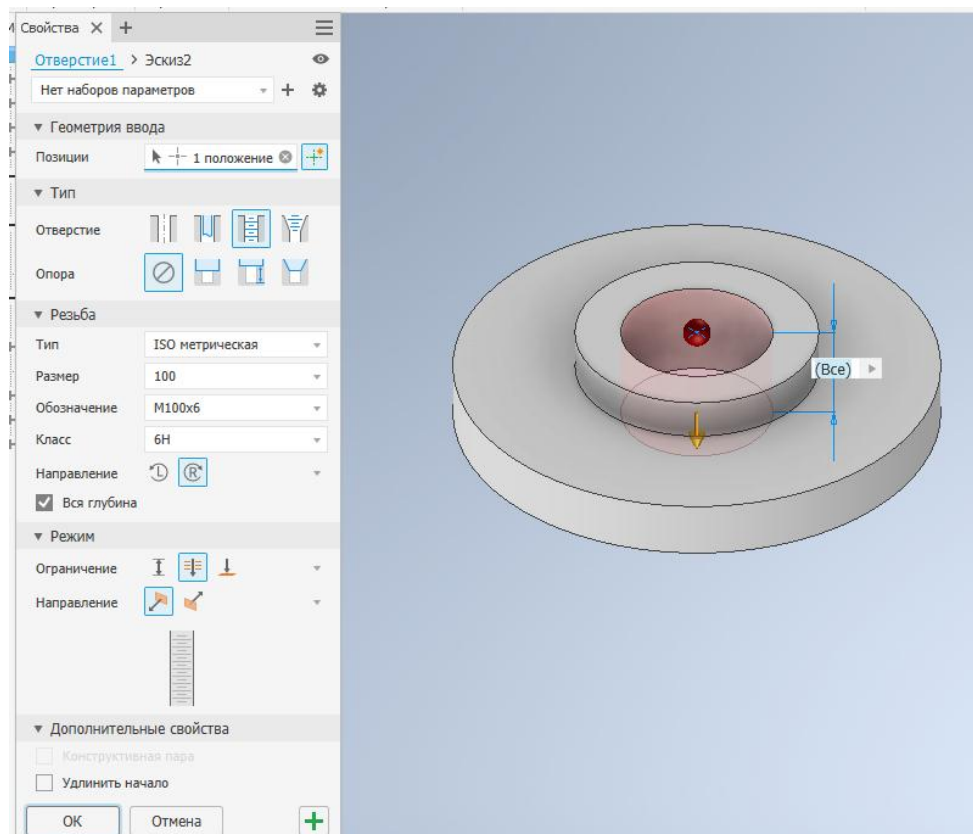 Свойства
Отверстие1 > Эскиз2
Нет наборов параметров
Геометрия ввода
Позиции 1 положение
Тип
Отверстие
Опора
Резьба
Тип ISO метрическая
Размер 100
Обозначение M100x6
Класс 6H
Направление L R
Вся глубина
Режим
Ограничение
Направление
Дополнительные свойства
Конструктивная пара
Удлинить начало
ОК Отмена
(Все)